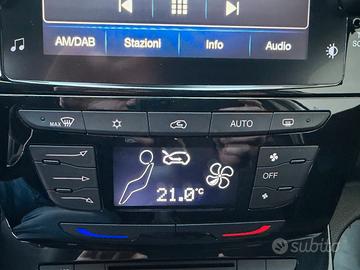 AM/DAB Stazioni Info Audio
MAX AUTO
OFF
21.0°C
subito